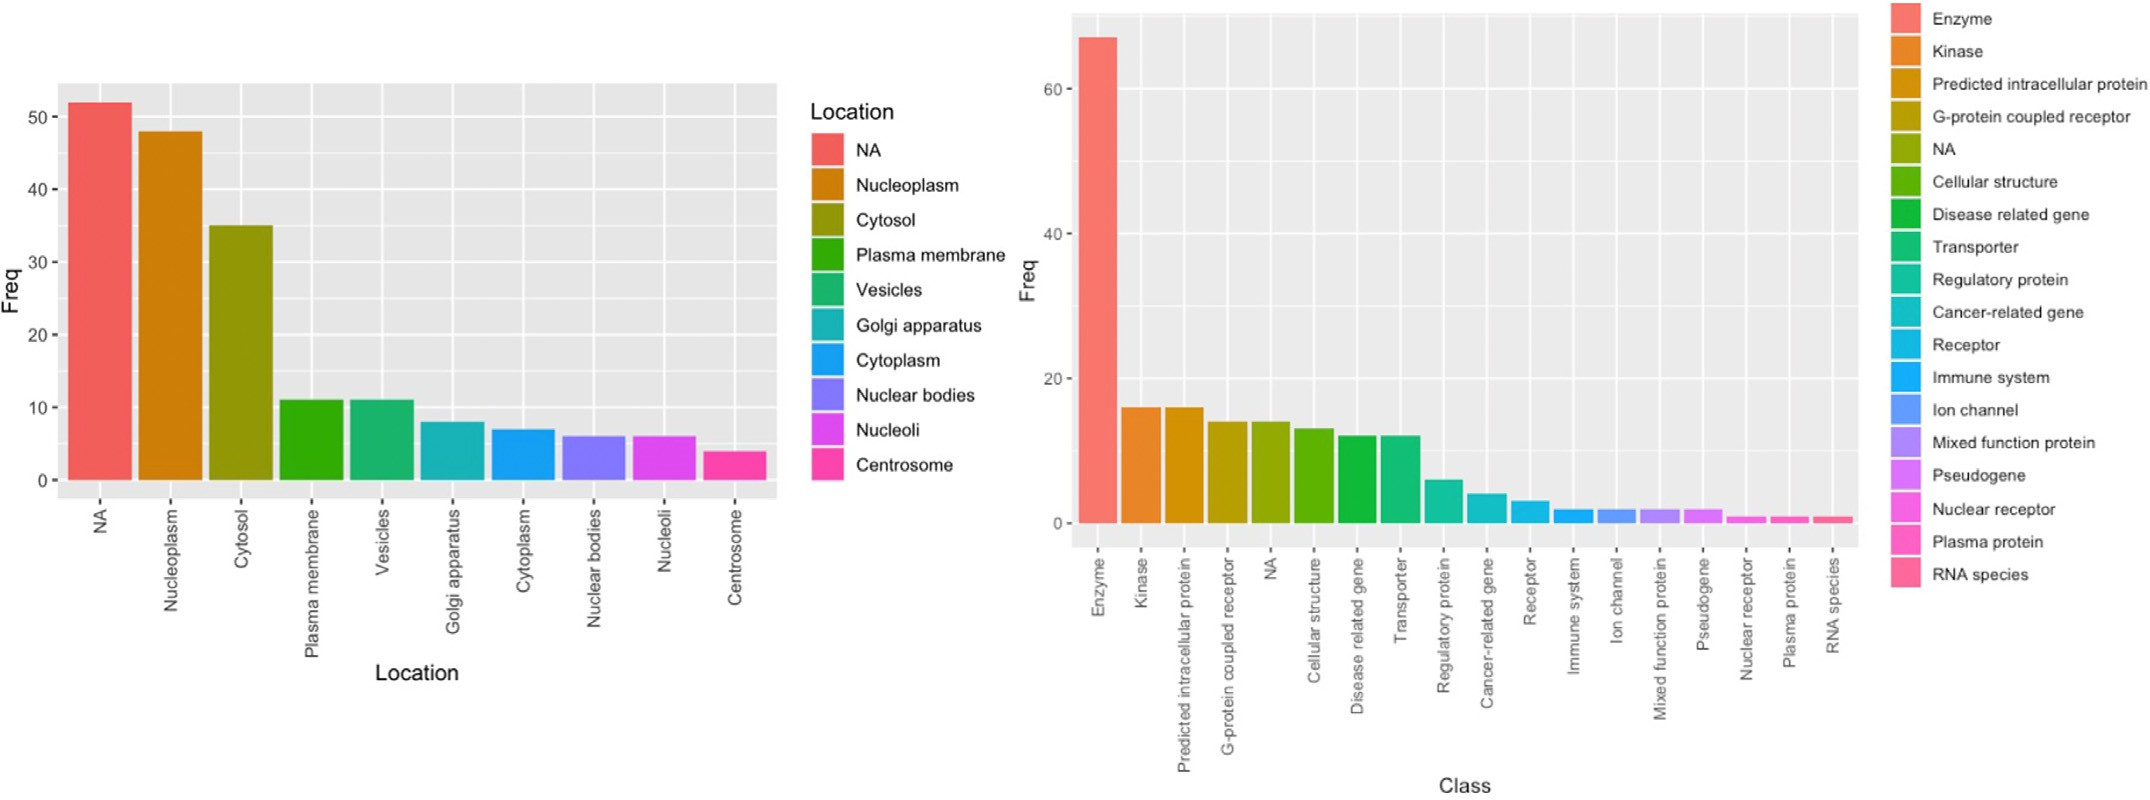 Freq
50
40
30
20
10
0
NA
Nucleoplasm
Cytosol
Plasma membrane
Vesicles
Golgi apparatus
Cytoplasm
Nuclear bodies
Nucleoli
Centrosome
Location
Location
NA
Nucleoplasm
Cytosol
Plasma membrane
Vesicles
Golgi apparatus
Cytoplasm
Nuclear bodies
Nucleoli
Centrosome
Freq
60
40
20
0
Enzyme
Kinase
Predicted intracellular protein
G-protein coupled receptor
NA
Cellular structure
Disease related gene
Transporter
Regulatory protein
Cancer-related gene
Receptor
Immune system
Ion channel
Mixed function protein
Pseudogene
Nuclear receptor
Plasma protein
RNA species
Class
Enzyme
Kinase
Predicted intracellular protein
G-protein coupled receptor
NA
Cellular structure
Disease related gene
Transporter
Regulatory protein
Cancer-related gene
Receptor
Immune system
Ion channel
Mixed function protein
Pseudogene
Nuclear receptor
Plasma protein
RNA species